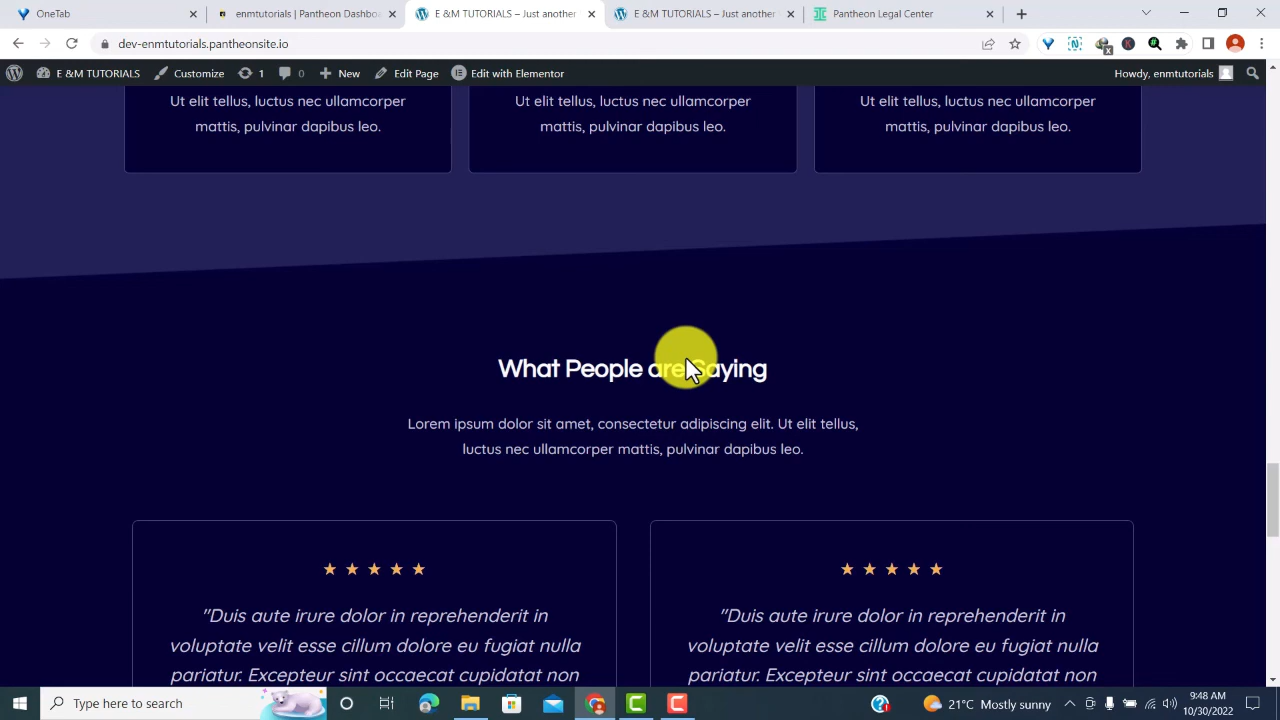 OneTab
enmtutorials | Pantheon Dashboa
E &M TUTORIALS – Just another
E &M TUTORIALS – Just another
Pantheon Legal Center
dev-enmtutorials.pantheonsite.io
E &M TUTORIALS
Customize
1
0
New
Edit Page
Edit with Elementor
Howdy, enmtutorials
Ut elit tellus, luctus nec ullamcorper
mattis, pulvinar dapibus leo.
Ut elit tellus, luctus nec ullamcorper
mattis, pulvinar dapibus leo.
Ut elit tellus, luctus nec ullamcorper
mattis, pulvinar dapibus leo.
What People are Saying
Lorem ipsum dolor sit amet, consectetur adipiscing elit. Ut elit tellus,
luctus nec ullamcorper mattis, pulvinar dapibus leo.
"Duis aute irure dolor in reprehenderit in
voluptate velit esse cillum dolore eu fugiat nulla
pariatur. Excepteur sint occaecat cupidatat non
"Duis aute irure dolor in reprehenderit in
voluptate velit esse cillum dolore eu fugiat nulla
pariatur. Excepteur sint occaecat cupidatat non
Type here to search
21°C Mostly sunny
9:48 AM
10/30/2022